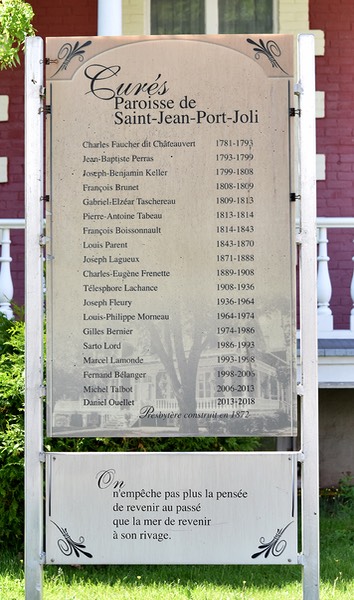 Curés
Paroisse de
Saint-Jean-Port-Joli
Charles Faucher dit Châteauvert 1781-1793
Jean-Baptiste Perras 1793-1799
Joseph-Benjamin Keller 1799-1808
François Brunet 1808-1809
Gabriel-Elzéar Taschereau 1809-1813
Pierre-Antoine Tabeau 1813-1814
François Boissonnault 1814-1843
Louis Parent 1843-1870
Joseph Lagueux 1871-1888
Charles-Eugène Frenette 1889-1908
Télesphore Lachance 1908-1936
Joseph Fleury 1936-1964
Louis-Philippe Morneau 1964-1974
Gilles Bernier 1974-1986
Sarto Lord 1986-1993
Marcel Lamonde 1993-1998
Fernand Bélanger 1998-2005
Michel Talbot 2006-2013
Daniel Ouellet 2013-2018
Presbytère construit en 1872
On
n'empêche pas plus la pensée
de revenir au passé
que la mer de revenir
à son rivage.